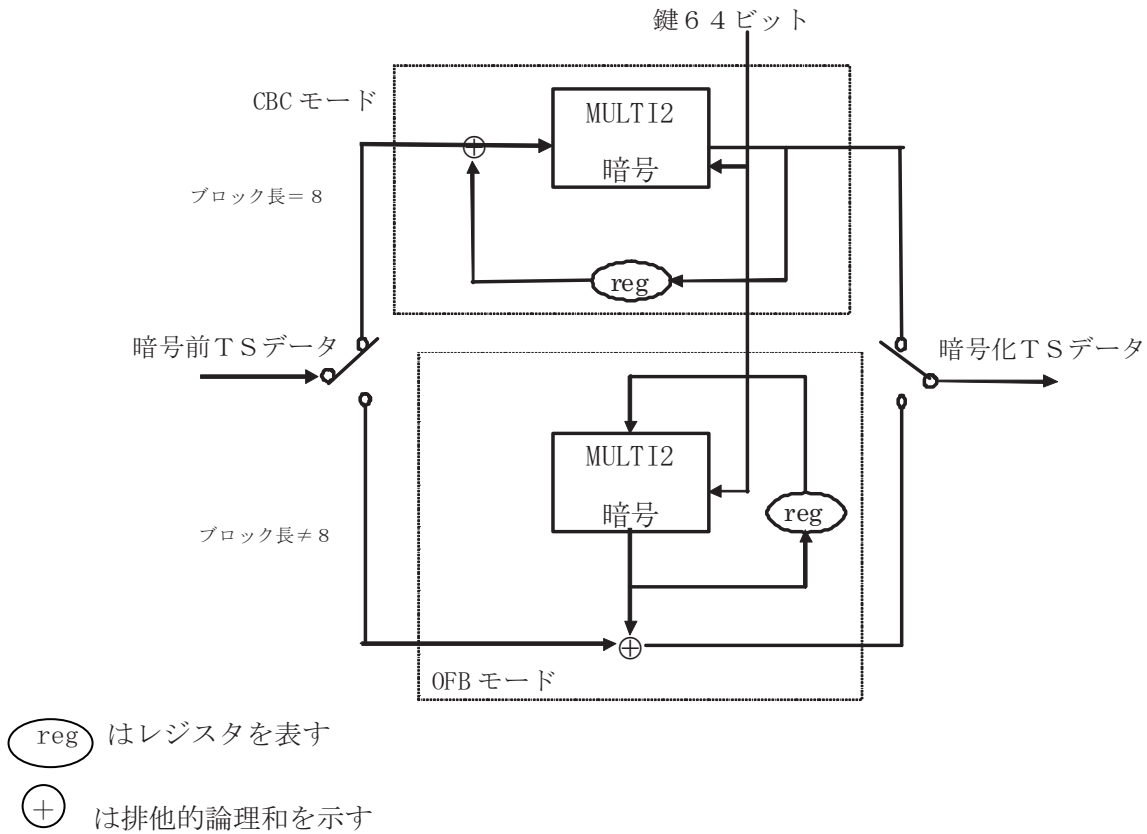 鍵６４ビット
CBC モード
MULTI2
暗号
ブロック長＝８
reg
暗号前ＴＳデータ
暗号化ＴＳデータ
MULTI2
暗号
reg
ブロック長≠８
OFB モード
reg はレジスタを表す
＋ は排他的論理和を示す